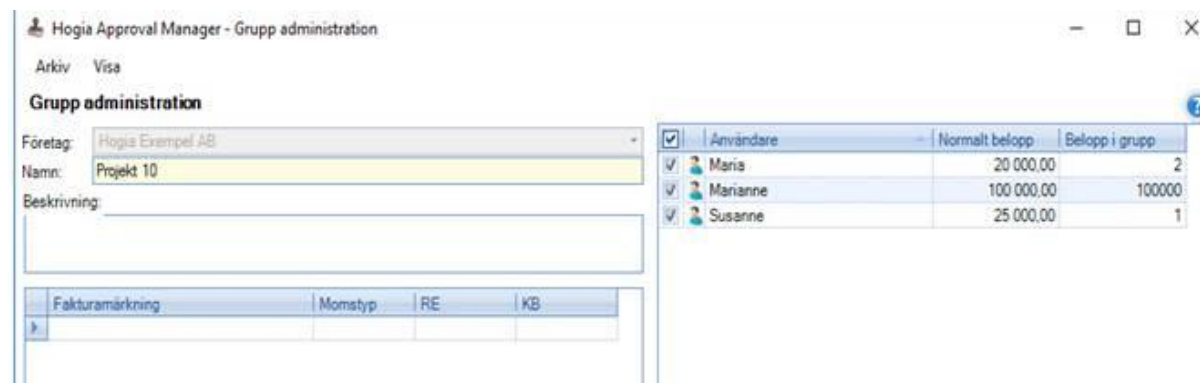 Hogia Approval Manager - Grupp administration
Arkiv Visa
Grupp administration
Företag: Hogia Exempel AB
Namn: Projekt 10
Beskrivning:
Fakturamärkning Momstyp RE KB
Användare Normalt belopp Belopp i grupp
Maria 20 000,00 2
Marianne 100 000,00 100000
Susanne 25 000,00 1